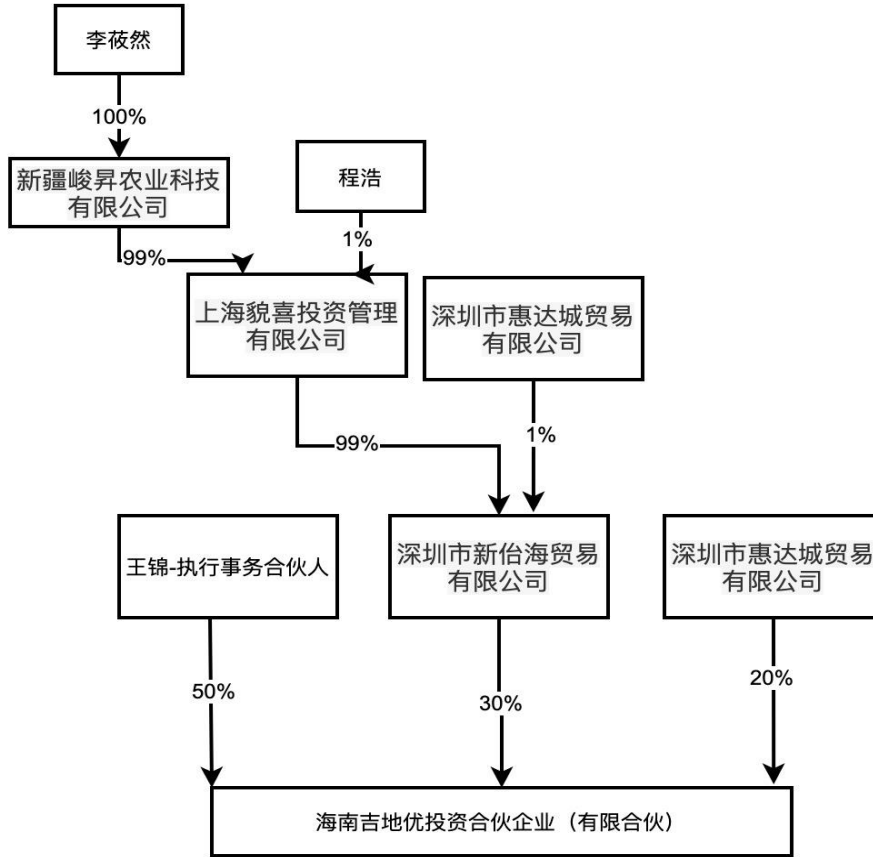 李莜然
100%
新疆峻昇农业科技
有限公司
程浩
99%
1%
上海貌喜投资管理
有限公司
深圳市惠达城贸易
有限公司
99%
1%
王锦-执行事务合伙人
深圳市新佁海贸易
有限公司
深圳市惠达城贸易
有限公司
50%
30%
20%
海南吉地优投资合伙企业（有限合伙）